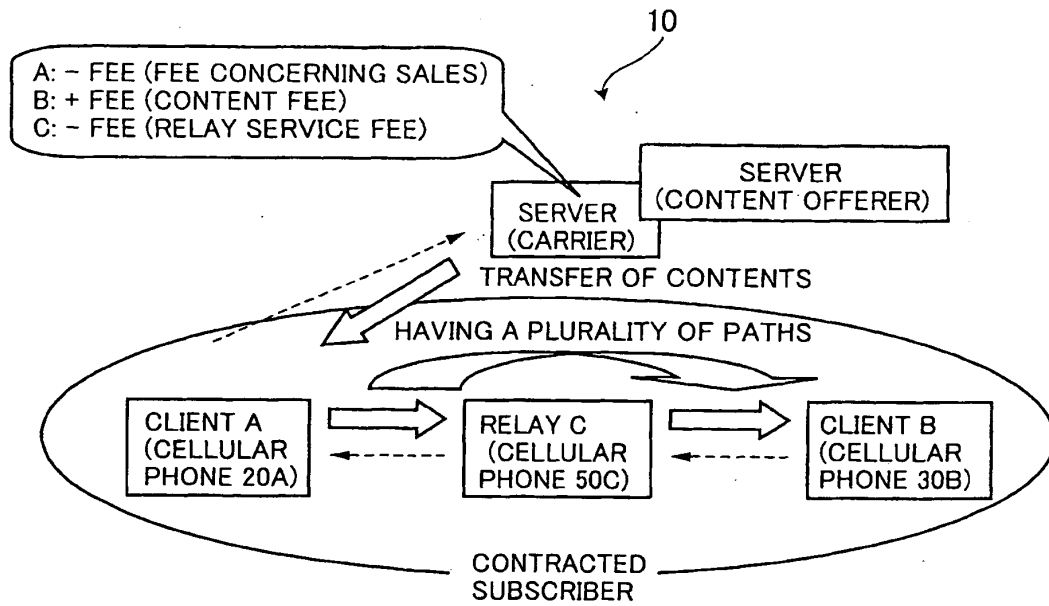 10
A: – FEE (FEE CONCERNING SALES)
B: + FEE (CONTENT FEE)
C: – FEE (RELAY SERVICE FEE)
SERVER
(CONTENT OFFERER)
SERVER
(CARRIER)
TRANSFER OF CONTENTS
HAVING A PLURALITY OF PATHS
CLIENT A
(CELLULAR
PHONE 20A)
RELAY C
(CELLULAR
PHONE 50C)
CLIENT B
(CELLULAR
PHONE 30B)
CONTRACTED
SUBSCRIBER